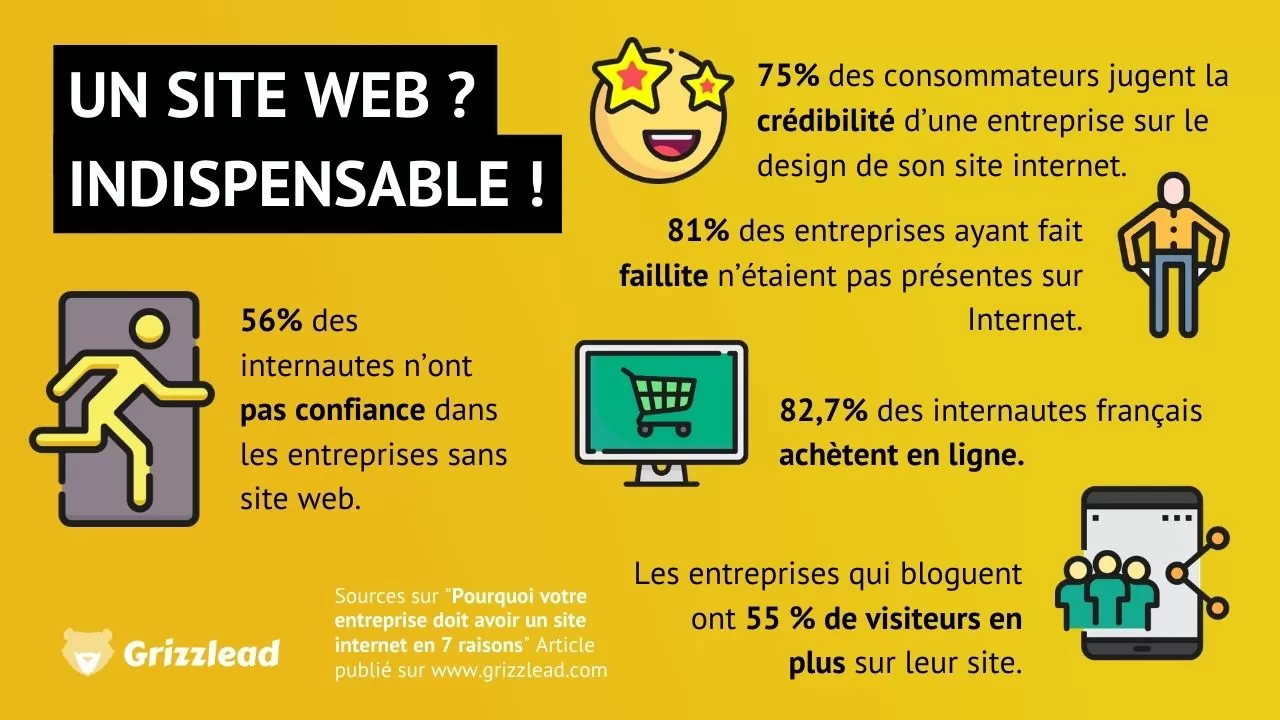 UN SITE WEB ?
INDISPENSABLE !
75% des consommateurs jugent la
crédibilité d’une entreprise sur le
design de son site internet.
81% des entreprises ayant fait
faillite n’étaient pas présentes sur
Internet.
56% des
internautes n’ont
pas confiance dans
les entreprises sans
site web.
82,7% des internautes français
achètent en ligne.
Les entreprises qui bloguent
ont 55 % de visiteurs en
plus sur leur site.
Grizzlead
Sources sur "Pourquoi votre
entreprise doit avoir un site
internet en 7 raisons" Article
publié sur www.grizzlead.com